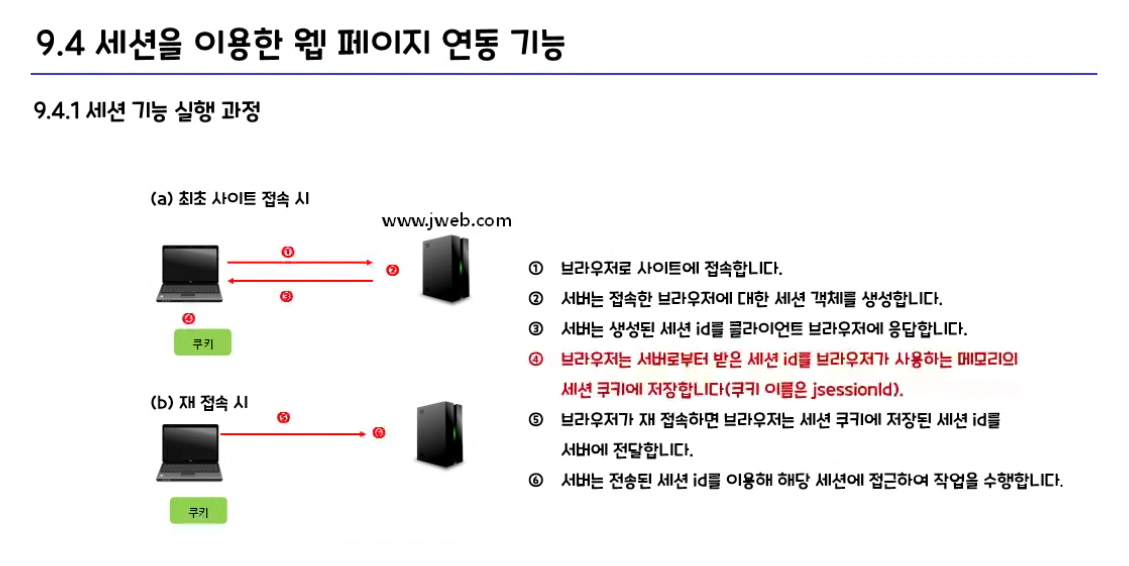 9.4 세션을 이용한 웹 페이지 연동 기능
9.4.1 세션 기능 실행 과정
(a) 최초 사이트 접속 시
www.jweb.com
①
②
③
④
쿠키
(b) 재 접속 시
⑤
⑥
쿠키
① 브라우저로 사이트에 접속합니다.
② 서버는 접속한 브라우저에 대한 세션 객체를 생성합니다.
③ 서버는 생성된 세션 id를 클라이언트 브라우저에 응답합니다.
④ 브라우저는 서버로부터 받은 세션 id를 브라우저가 사용하는 메모리의
세션 쿠키에 저장합니다(쿠키 이름은 jsessionId).
⑤ 브라우저가 재 접속하면 브라우저는 세션 쿠키에 저장된 세션 id를
서버에 전달합니다.
⑥ 서버는 전송된 세션 id를 이용해 해당 세션에 접근하여 작업을 수행합니다.